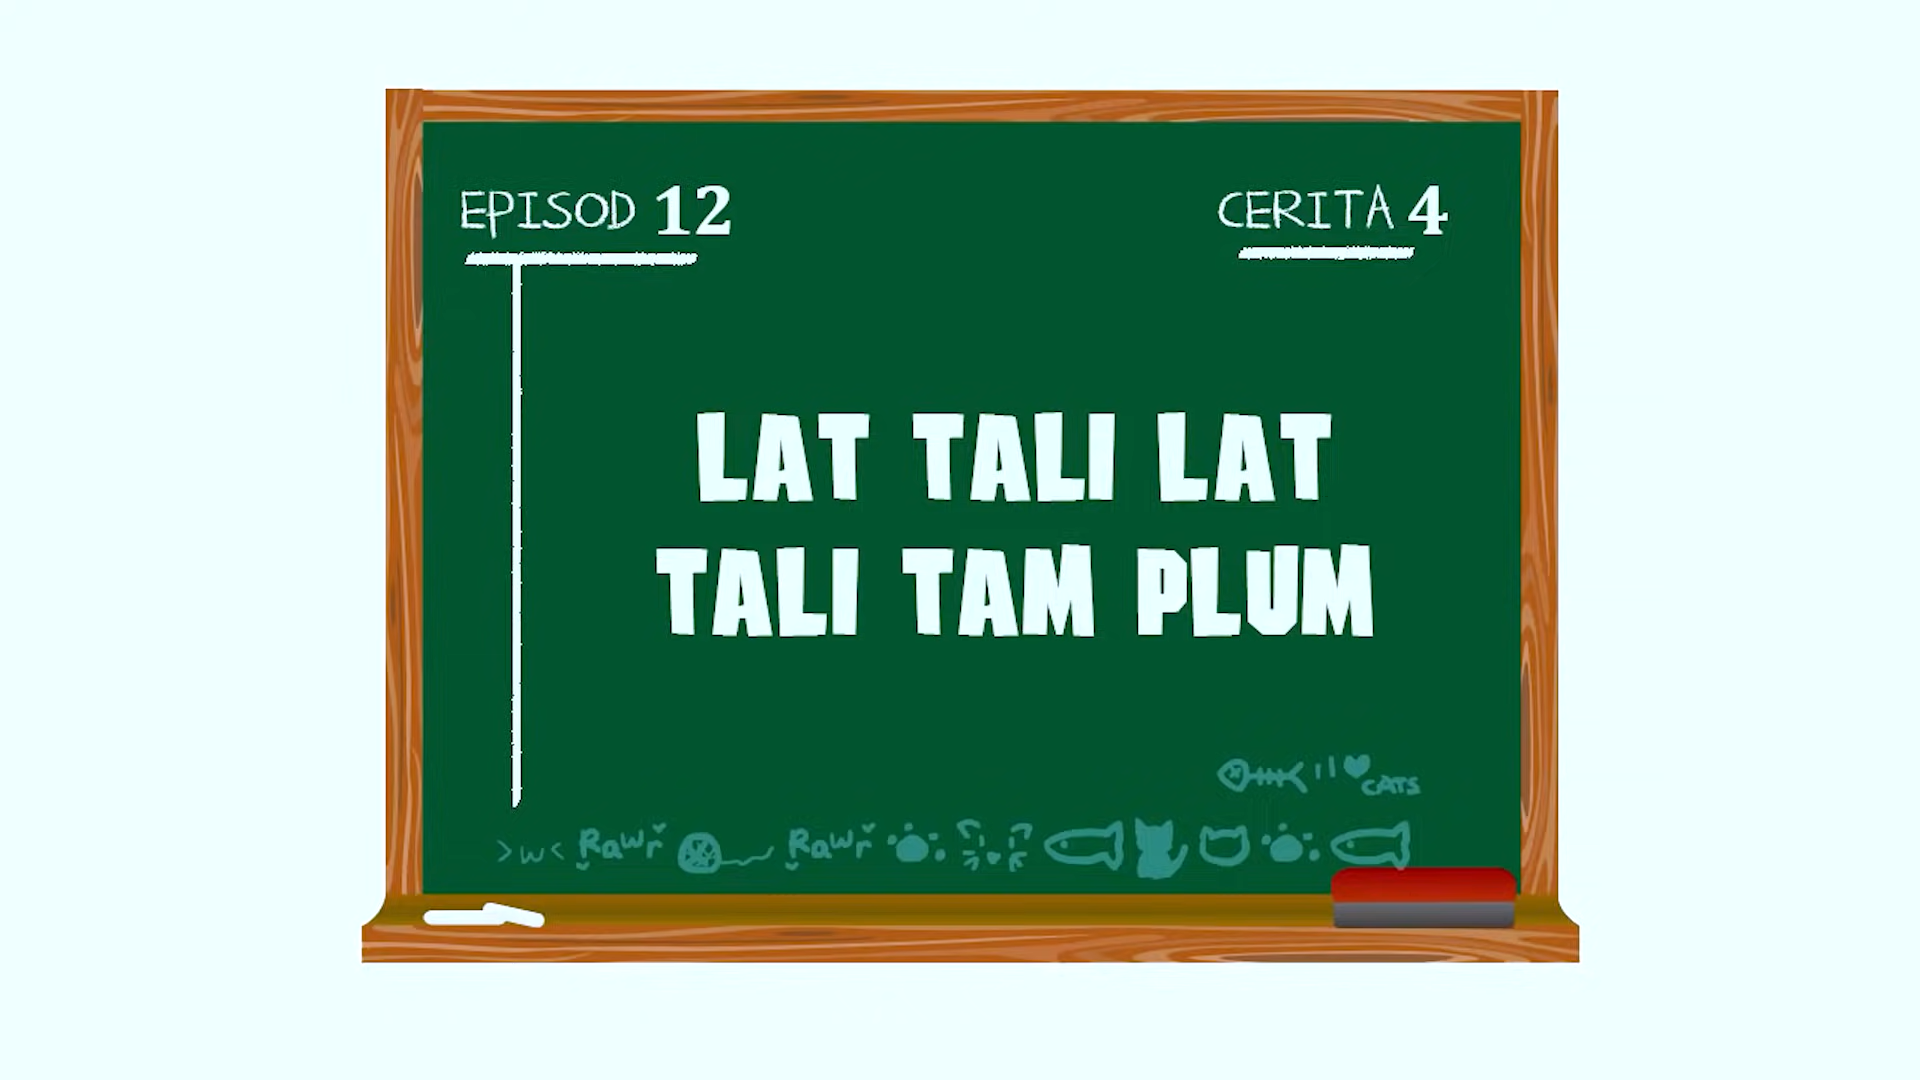 EPISOD 12
CERITA 4
LAT TALI LAT
TALI TAM PLUM
CATS
>w< Rawr Rawr